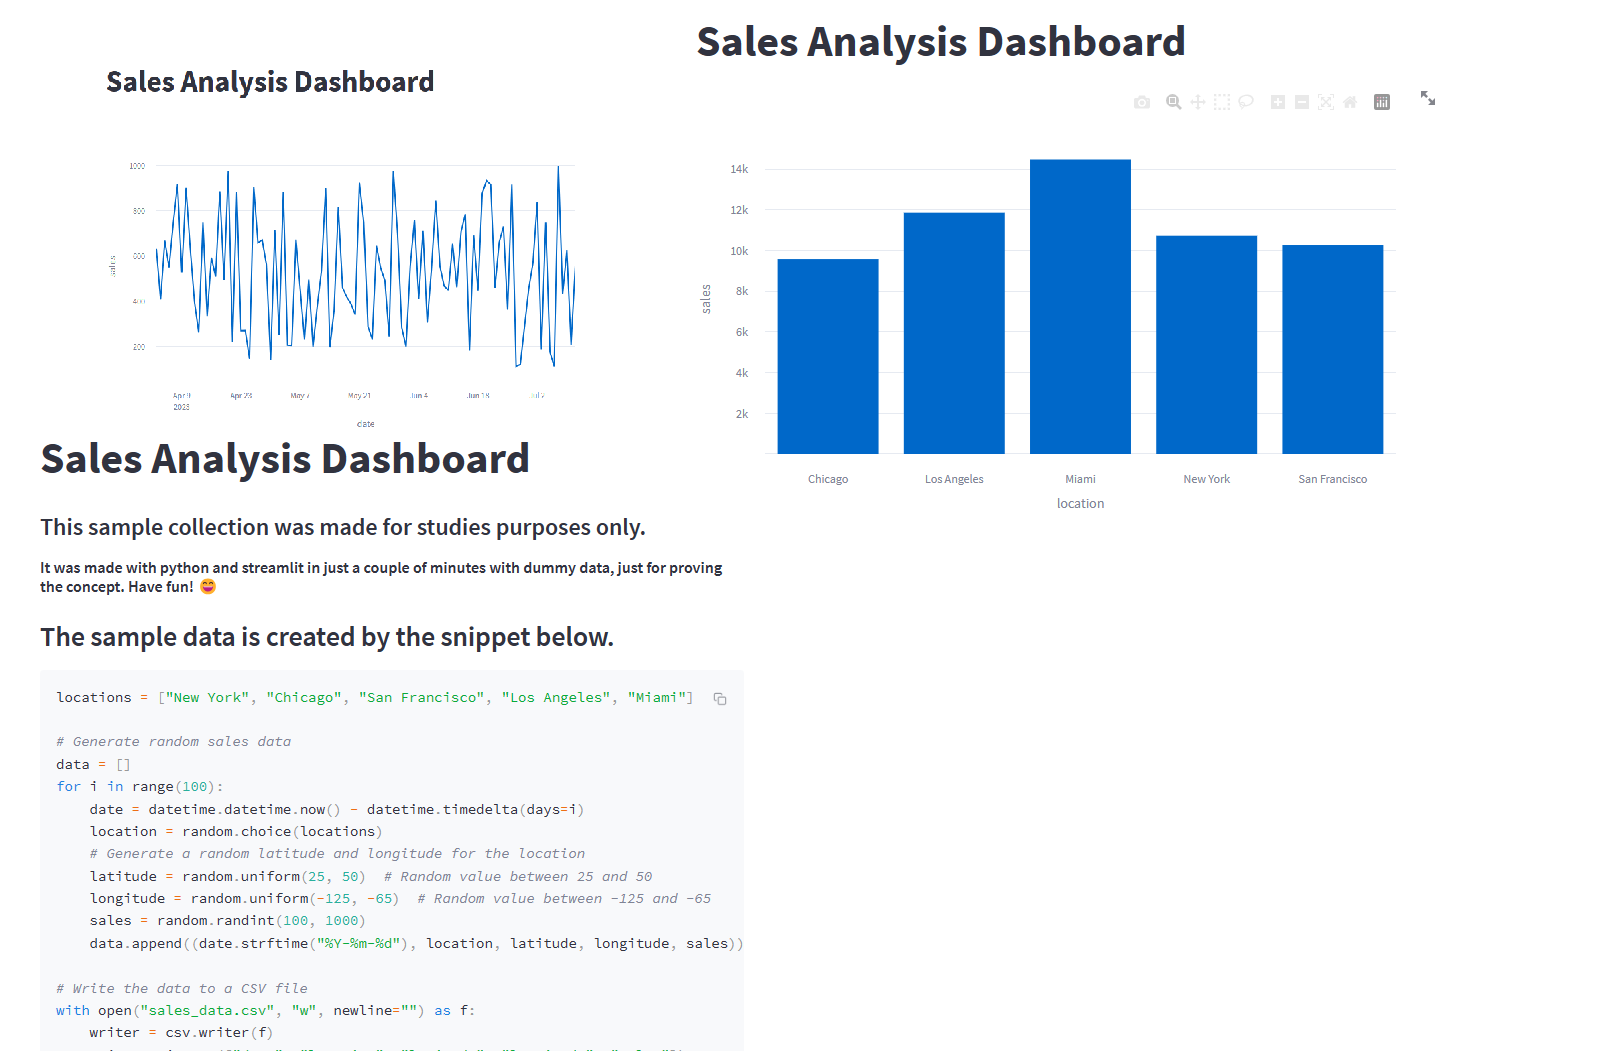 Sales Analysis Dashboard
1000
800
600
400
200
sales
Apr 9
2023
Apr 23
May 7
May 21
Jun 4
Jun 18
Jul 2
date
Sales Analysis Dashboard
14k
12k
10k
8k
6k
4k
2k
sales
Chicago
Los Angeles
Miami
New York
San Francisco
location
Sales Analysis Dashboard
This sample collection was made for studies purposes only.
It was made with python and streamlit in just a couple of minutes with dummy data, just for proving
the concept. Have fun! 😄
The sample data is created by the snippet below.
locations = ["New York", "Chicago", "San Francisco", "Los Angeles", "Miami"]
# Generate random sales data
data = []
for i in range(100):
    date = datetime.datetime.now() - datetime.timedelta(days=i)
    location = random.choice(locations)
    # Generate a random latitude and longitude for the location
    latitude = random.uniform(25, 50)  # Random value between 25 and 50
    longitude = random.uniform(-125, -65)  # Random value between -125 and -65
    sales = random.randint(100, 1000)
    data.append((date.strftime("%Y-%m-%d"), location, latitude, longitude, sales))
# Write the data to a CSV file
with open("sales_data.csv", "w", newline="") as f:
    writer = csv.writer(f)